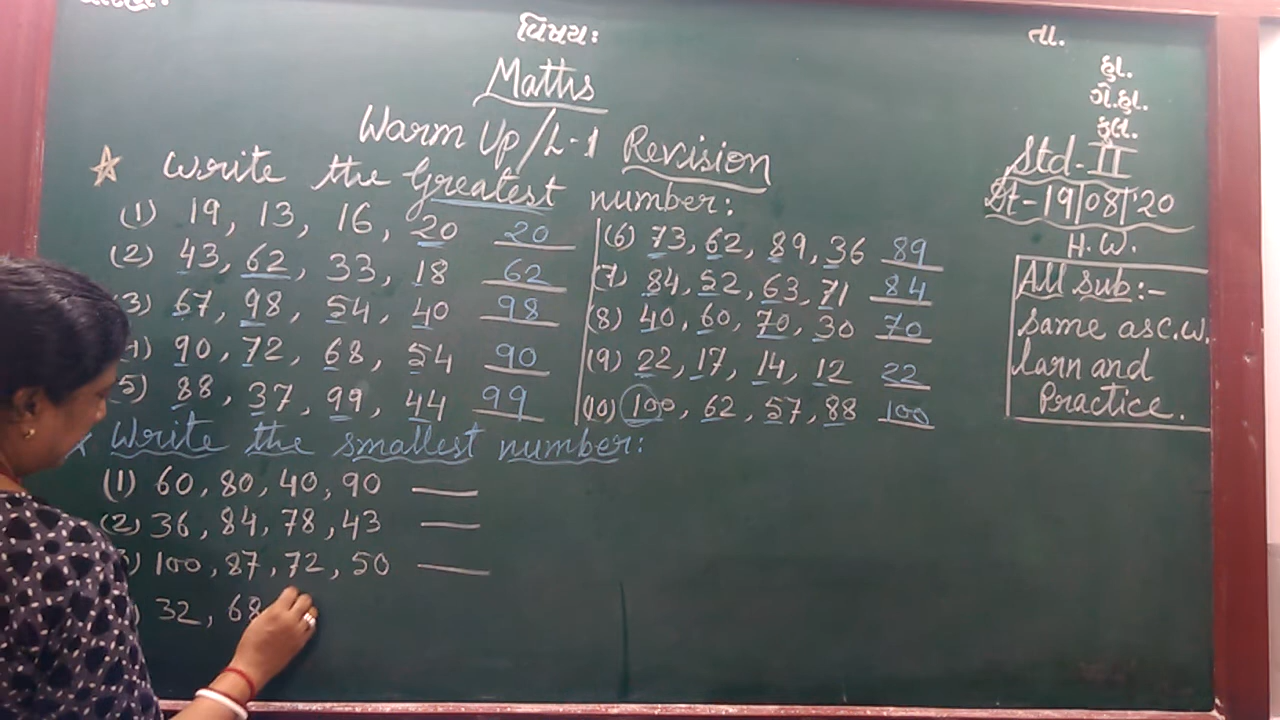 વિષય:
તા.
હા.
ગે.હા.
કુલ.
Maths
Warm Up/L-1 Revision
Std-II
Dt-19/08/'20
☆ Write the Greatest number:
(1) 19, 13, 16, 20 20
(2) 43, 62, 33, 18 62
3) 67, 98, 54, 40 98
4) 90, 72, 68, 54 90
5) 88, 37, 99, 44 99
(6) 73, 62, 89, 36 89
(7) 84, 52, 63, 71 84
(8) 40, 60, 70, 30 70
(9) 22, 17, 14, 12 22
(10) 100, 62, 57, 88 100
H.W.
All Sub:-
same as C.W.
larn and
Practice.
Write the smallest number:
(1) 60, 80, 40, 90 ___
(2) 36, 84, 78, 43 ___
) 100, 87, 72, 50 ___
32, 68